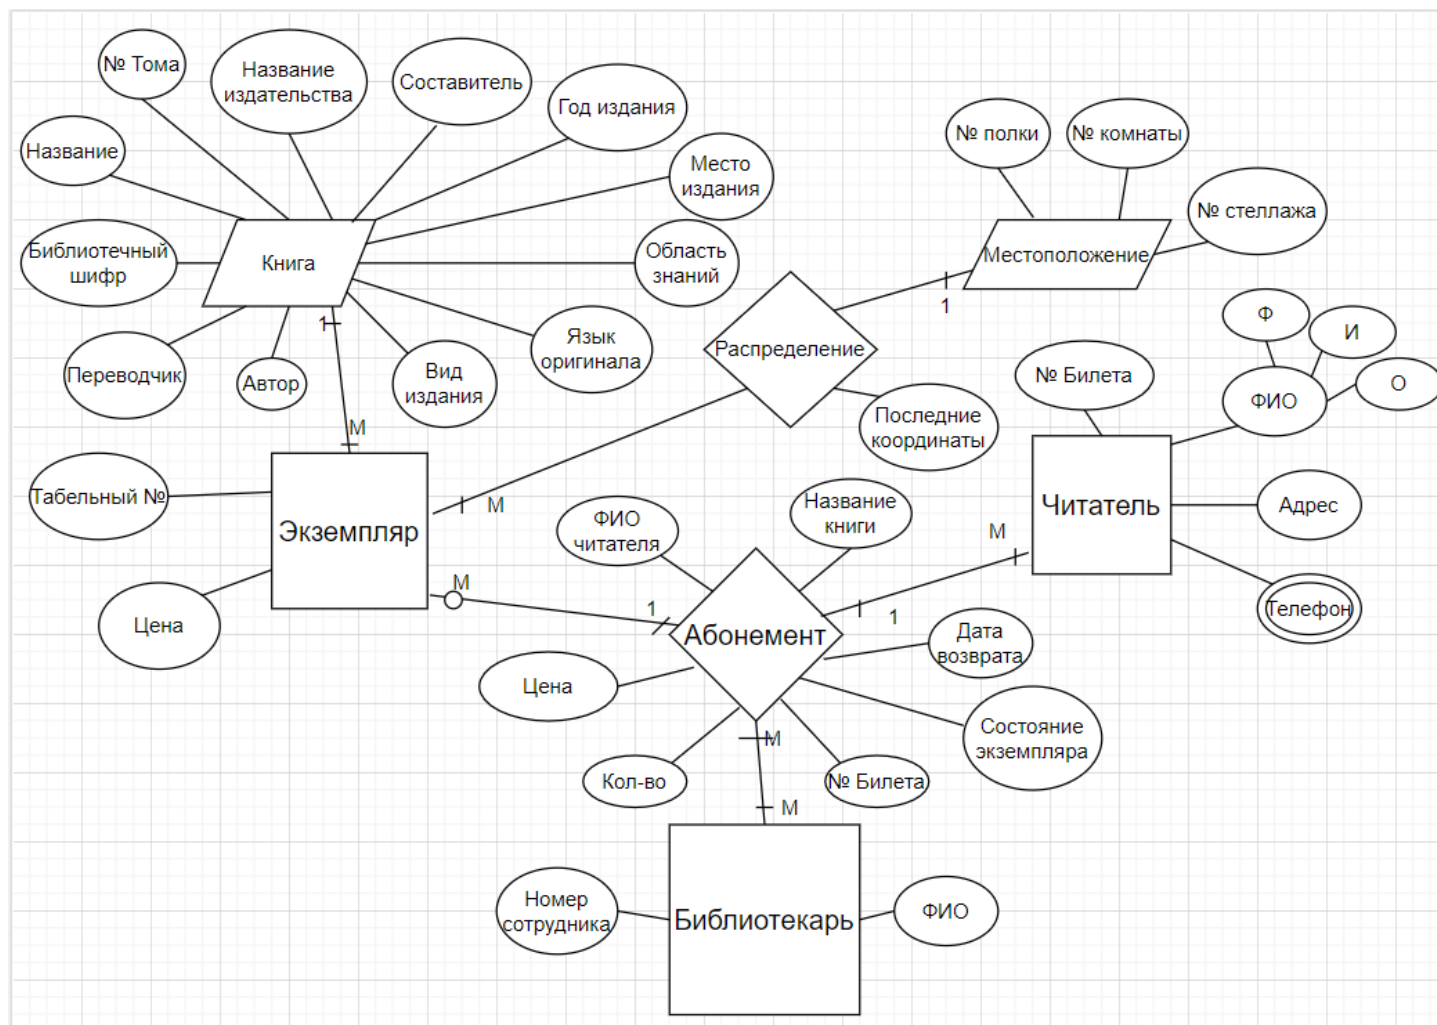 № Тома
Название
издательства
Составитель
Год издания
Название
Место
издания
№ полки
№ комнаты
№ стеллажа
Библиотечный
шифр
Книга
Область
знаний
Местоположение
1
1
Переводчик
Автор
Вид
издания
Язык
оригинала
Распределение
Ф
И
О
ФИО
№ Билета
Последние
координаты
М
Табельный №
М
Экземпляр
ФИО
читателя
Название
книги
М
Читатель
Адрес
М
1
1
Телефон
Цена
Абонемент
Дата
возврата
Цена
Состояние
экземпляра
М
Кол-во
№ Билета
М
Номер
сотрудника
Библиотекарь
ФИО